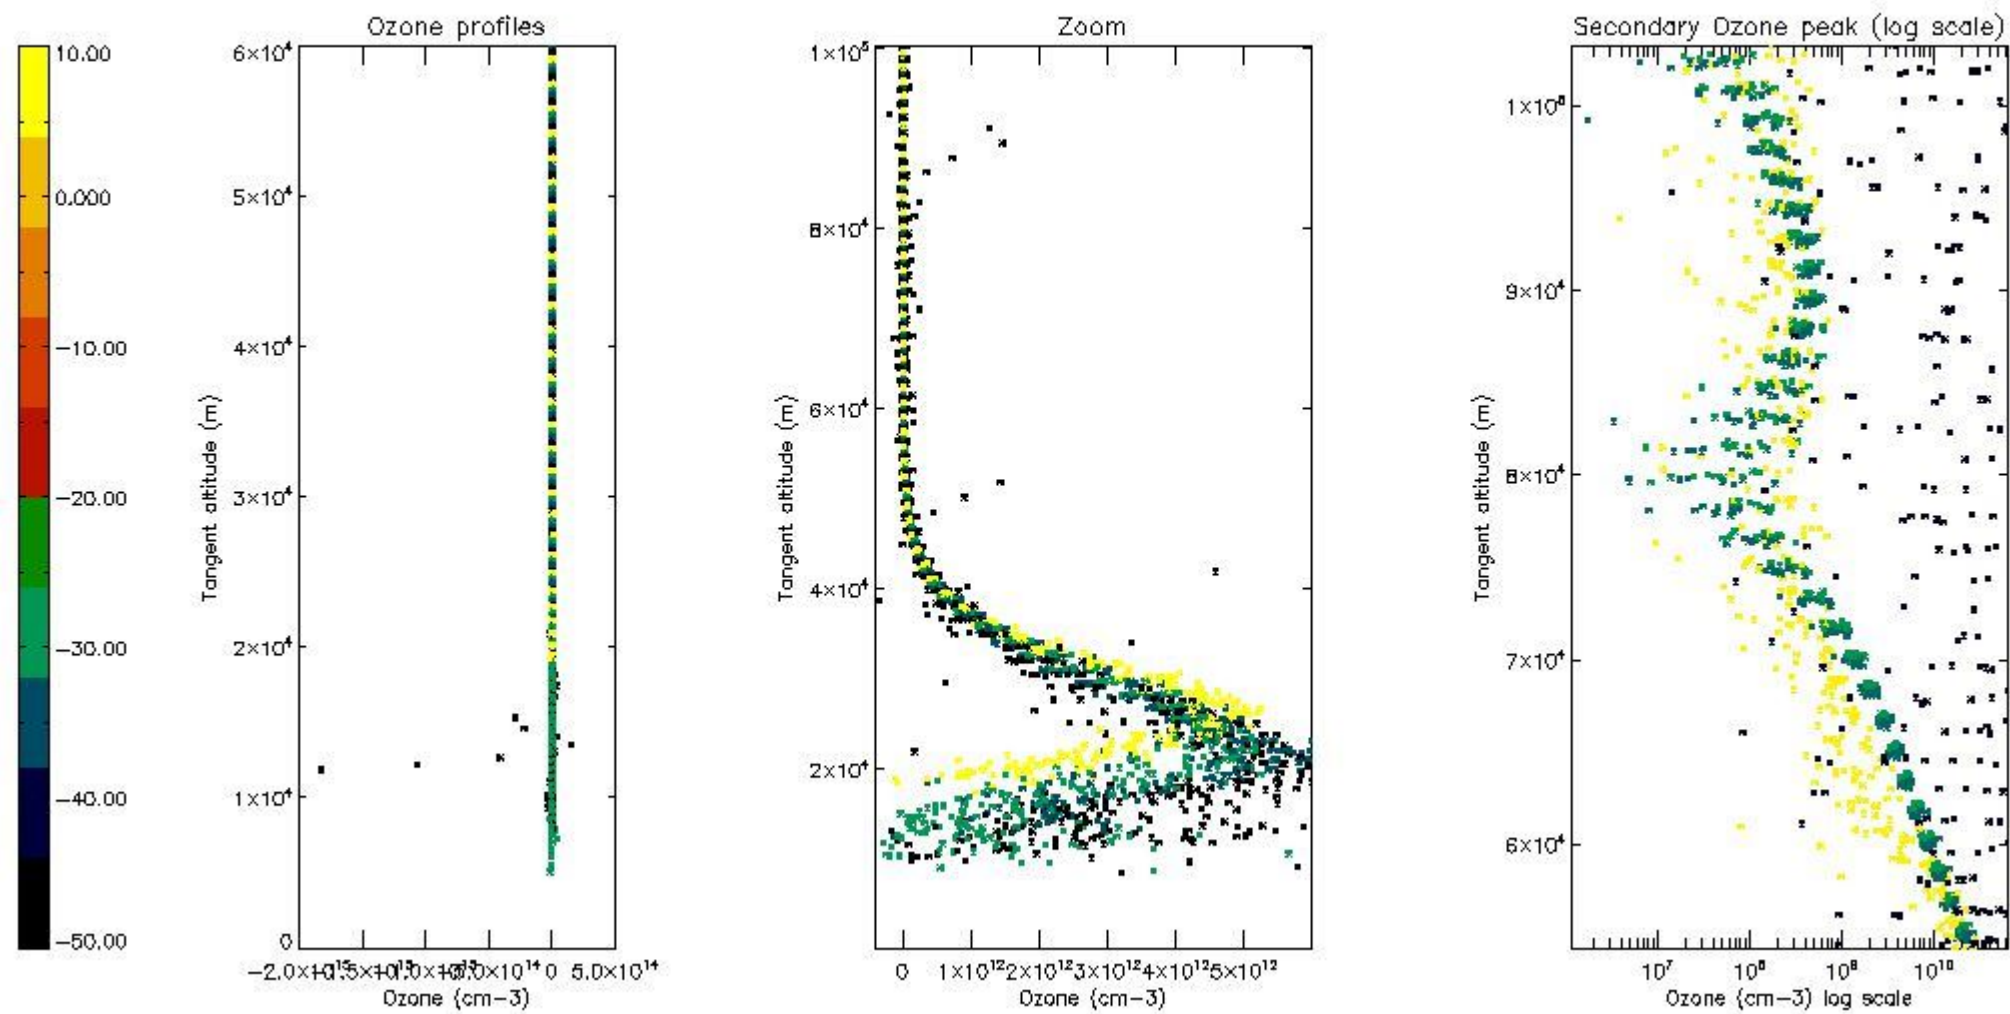 Ozone profiles
Zoom
Secondary Ozone peak (log scale)
10.00
0.000
−10.00
−20.00
−30.00
−40.00
−50.00
6×10⁴
5×10⁴
4×10⁴
3×10⁴
2×10⁴
1×10⁴
0
Tangent altitude (m)
5.0×10¹⁴
0
Ozone (cm−3)
1×10⁵
8×10⁴
6×10⁴
4×10⁴
2×10⁴
Tangent altitude (m)
0 1×10¹² 2×10¹² 3×10¹² 4×10¹² 5×10¹²
Ozone (cm−3)
9×10⁴
8×10⁴
7×10⁴
6×10⁴
Tangent altitude (m)
10⁷ 10⁸ 10⁹ 10¹⁰
Ozone (cm−3) log scale